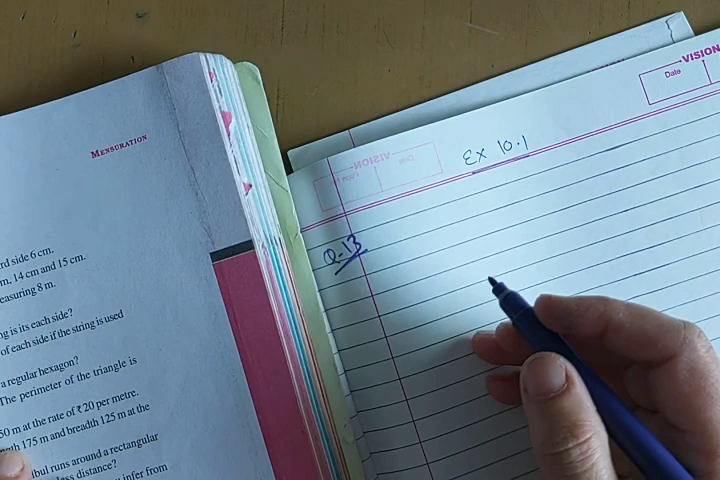 MENSURATION
rd side 6 cm.
m, 14 cm and 15 cm.
easuring 8 m.
ng is its each side?
of each side if the string is used
a regular hexagon?
The perimeter of the triangle is
50 m at the rate of ₹ 20 per metre.
175 m and breadth 125 m at the
bul runs around a rectangular
less distance?
infer from
VISION
Date
Ex 10.1
Q-13